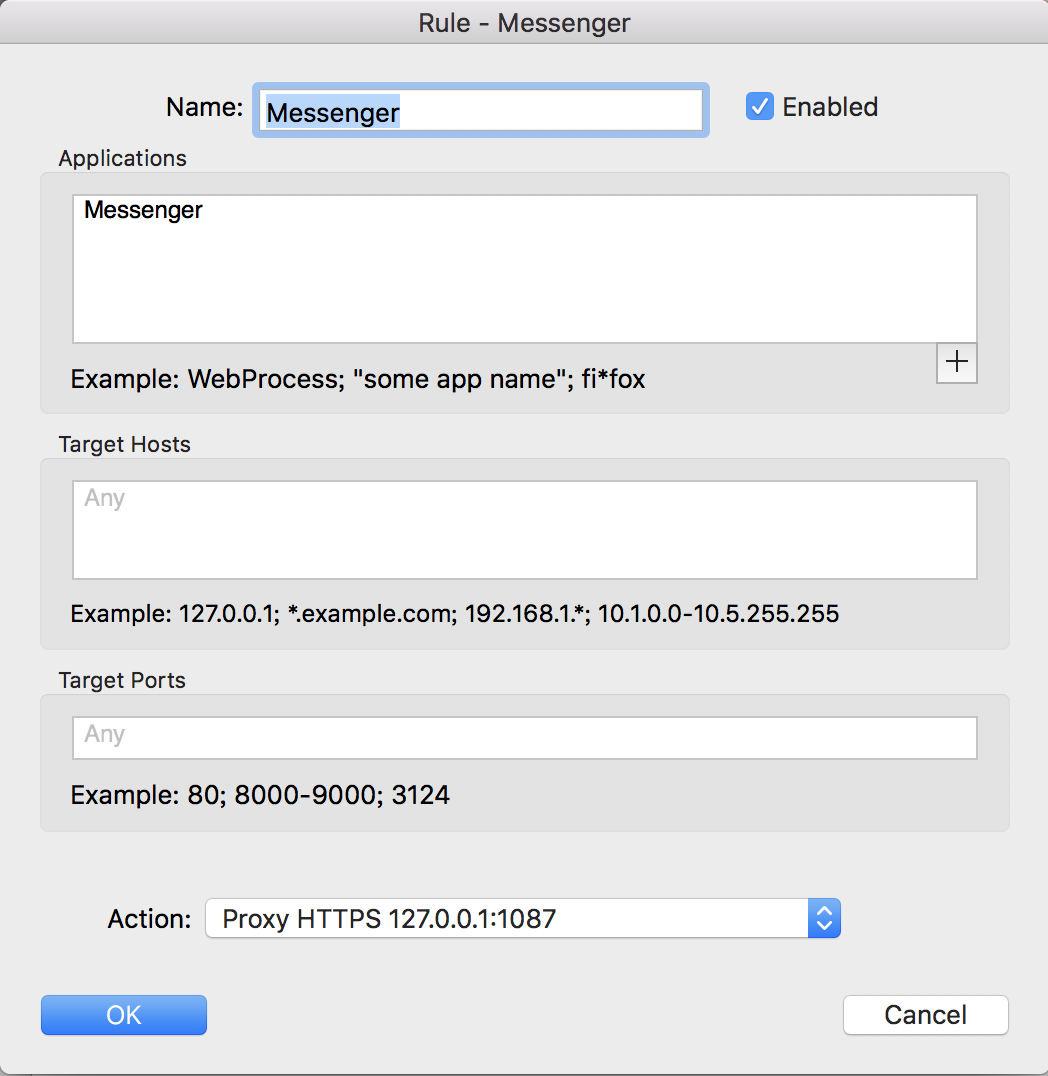 Rule - Messenger
Name: Messenger Enabled
Applications
Messenger
Example: WebProcess; "some app name"; fi*fox
Target Hosts
Any
Example: 127.0.0.1; *.example.com; 192.168.1.*; 10.1.0.0-10.5.255.255
Target Ports
Any
Example: 80; 8000-9000; 3124
Action: Proxy HTTPS 127.0.0.1:1087
OK Cancel